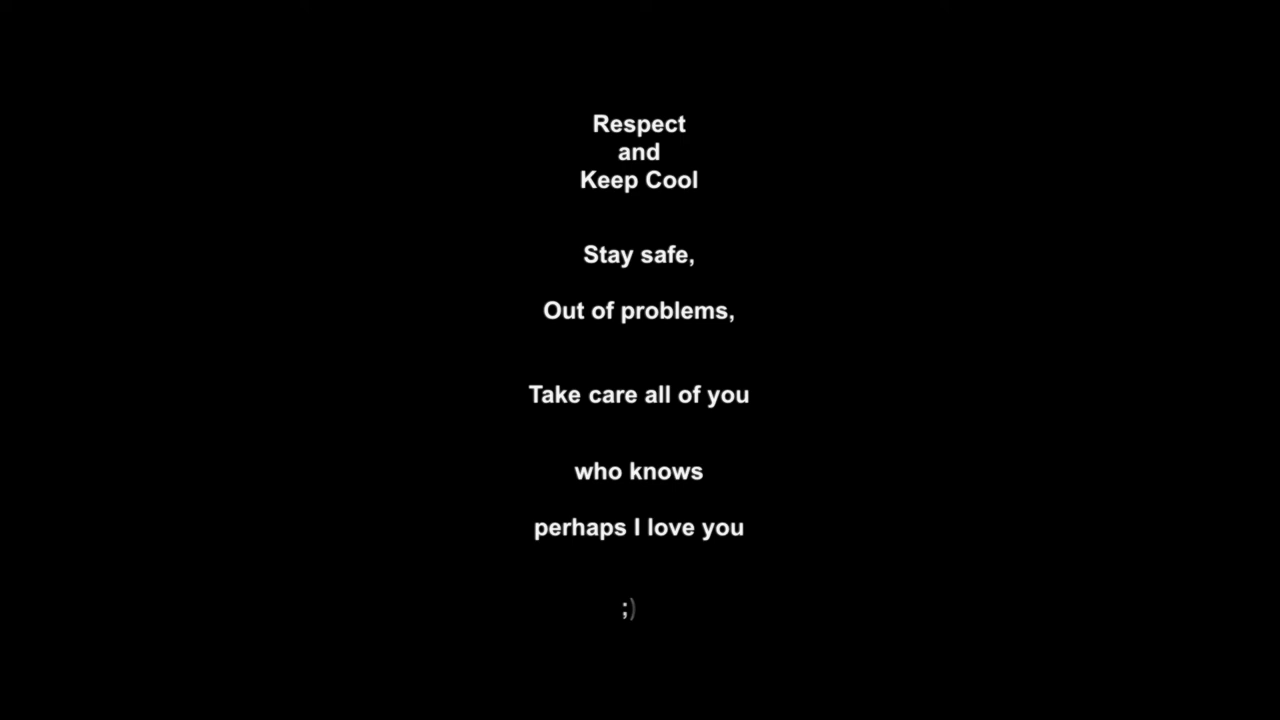 Respect
and
Keep Cool
Stay safe,
Out of problems,
Take care all of you
who knows
perhaps I love you
;)